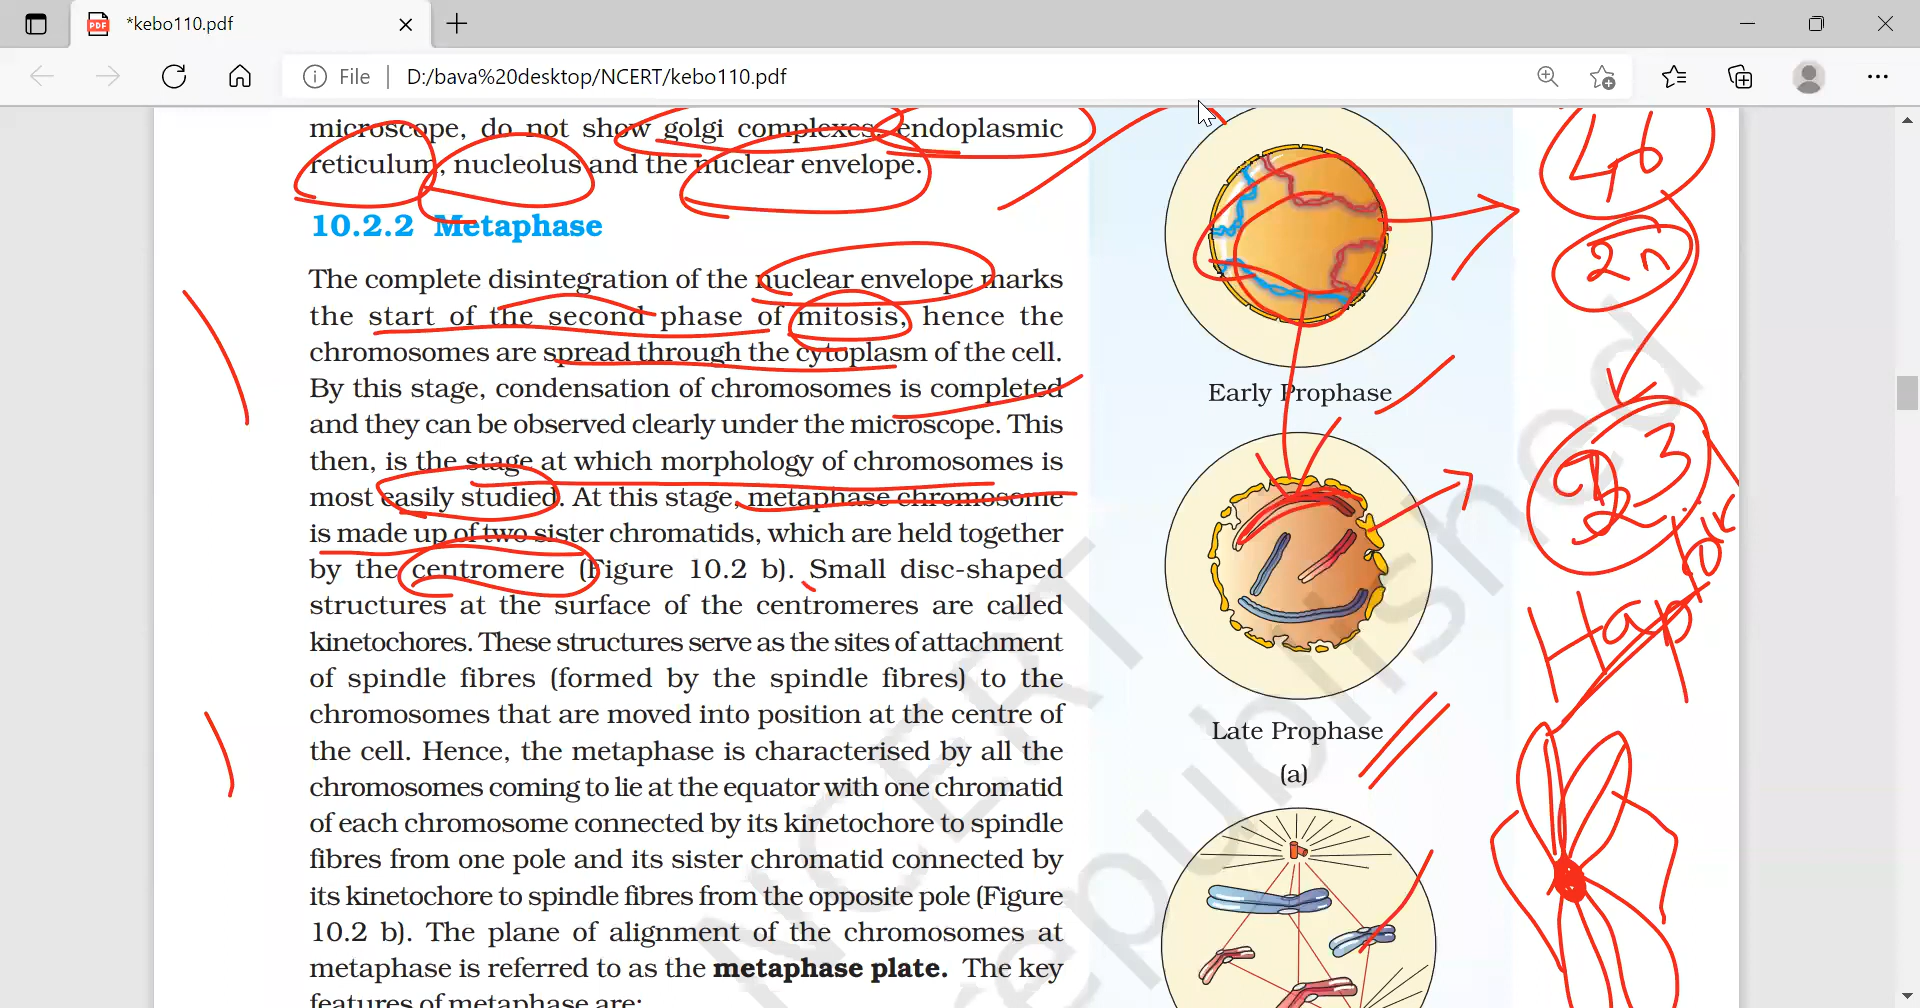 *kebo110.pdf
File
D:/bava%20desktop/NCERT/kebo110.pdf
microscope, do not show golgi complexes, endoplasmic
reticulum, nucleolus and the nuclear envelope.
10.2.2 Metaphase
The complete disintegration of the nuclear envelope marks
the start of the second phase of mitosis, hence the
chromosomes are spread through the cytoplasm of the cell.
By this stage, condensation of chromosomes is completed
and they can be observed clearly under the microscope. This
then, is the stage at which morphology of chromosomes is
most easily studied. At this stage, metaphase chromosome
is made up of two sister chromatids, which are held together
by the centromere (Figure 10.2 b). Small disc-shaped
structures at the surface of the centromeres are called
kinetochores. These structures serve as the sites of attachment
of spindle fibres (formed by the spindle fibres) to the
chromosomes that are moved into position at the centre of
the cell. Hence, the metaphase is characterised by all the
chromosomes coming to lie at the equator with one chromatid
of each chromosome connected by its kinetochore to spindle
fibres from one pole and its sister chromatid connected by
its kinetochore to spindle fibres from the opposite pole (Figure
10.2 b). The plane of alignment of the chromosomes at
metaphase is referred to as the metaphase plate. The key
features of metaphase are:
Early Prophase
Late Prophase
(a)
46
2n
23
NCERT
republished